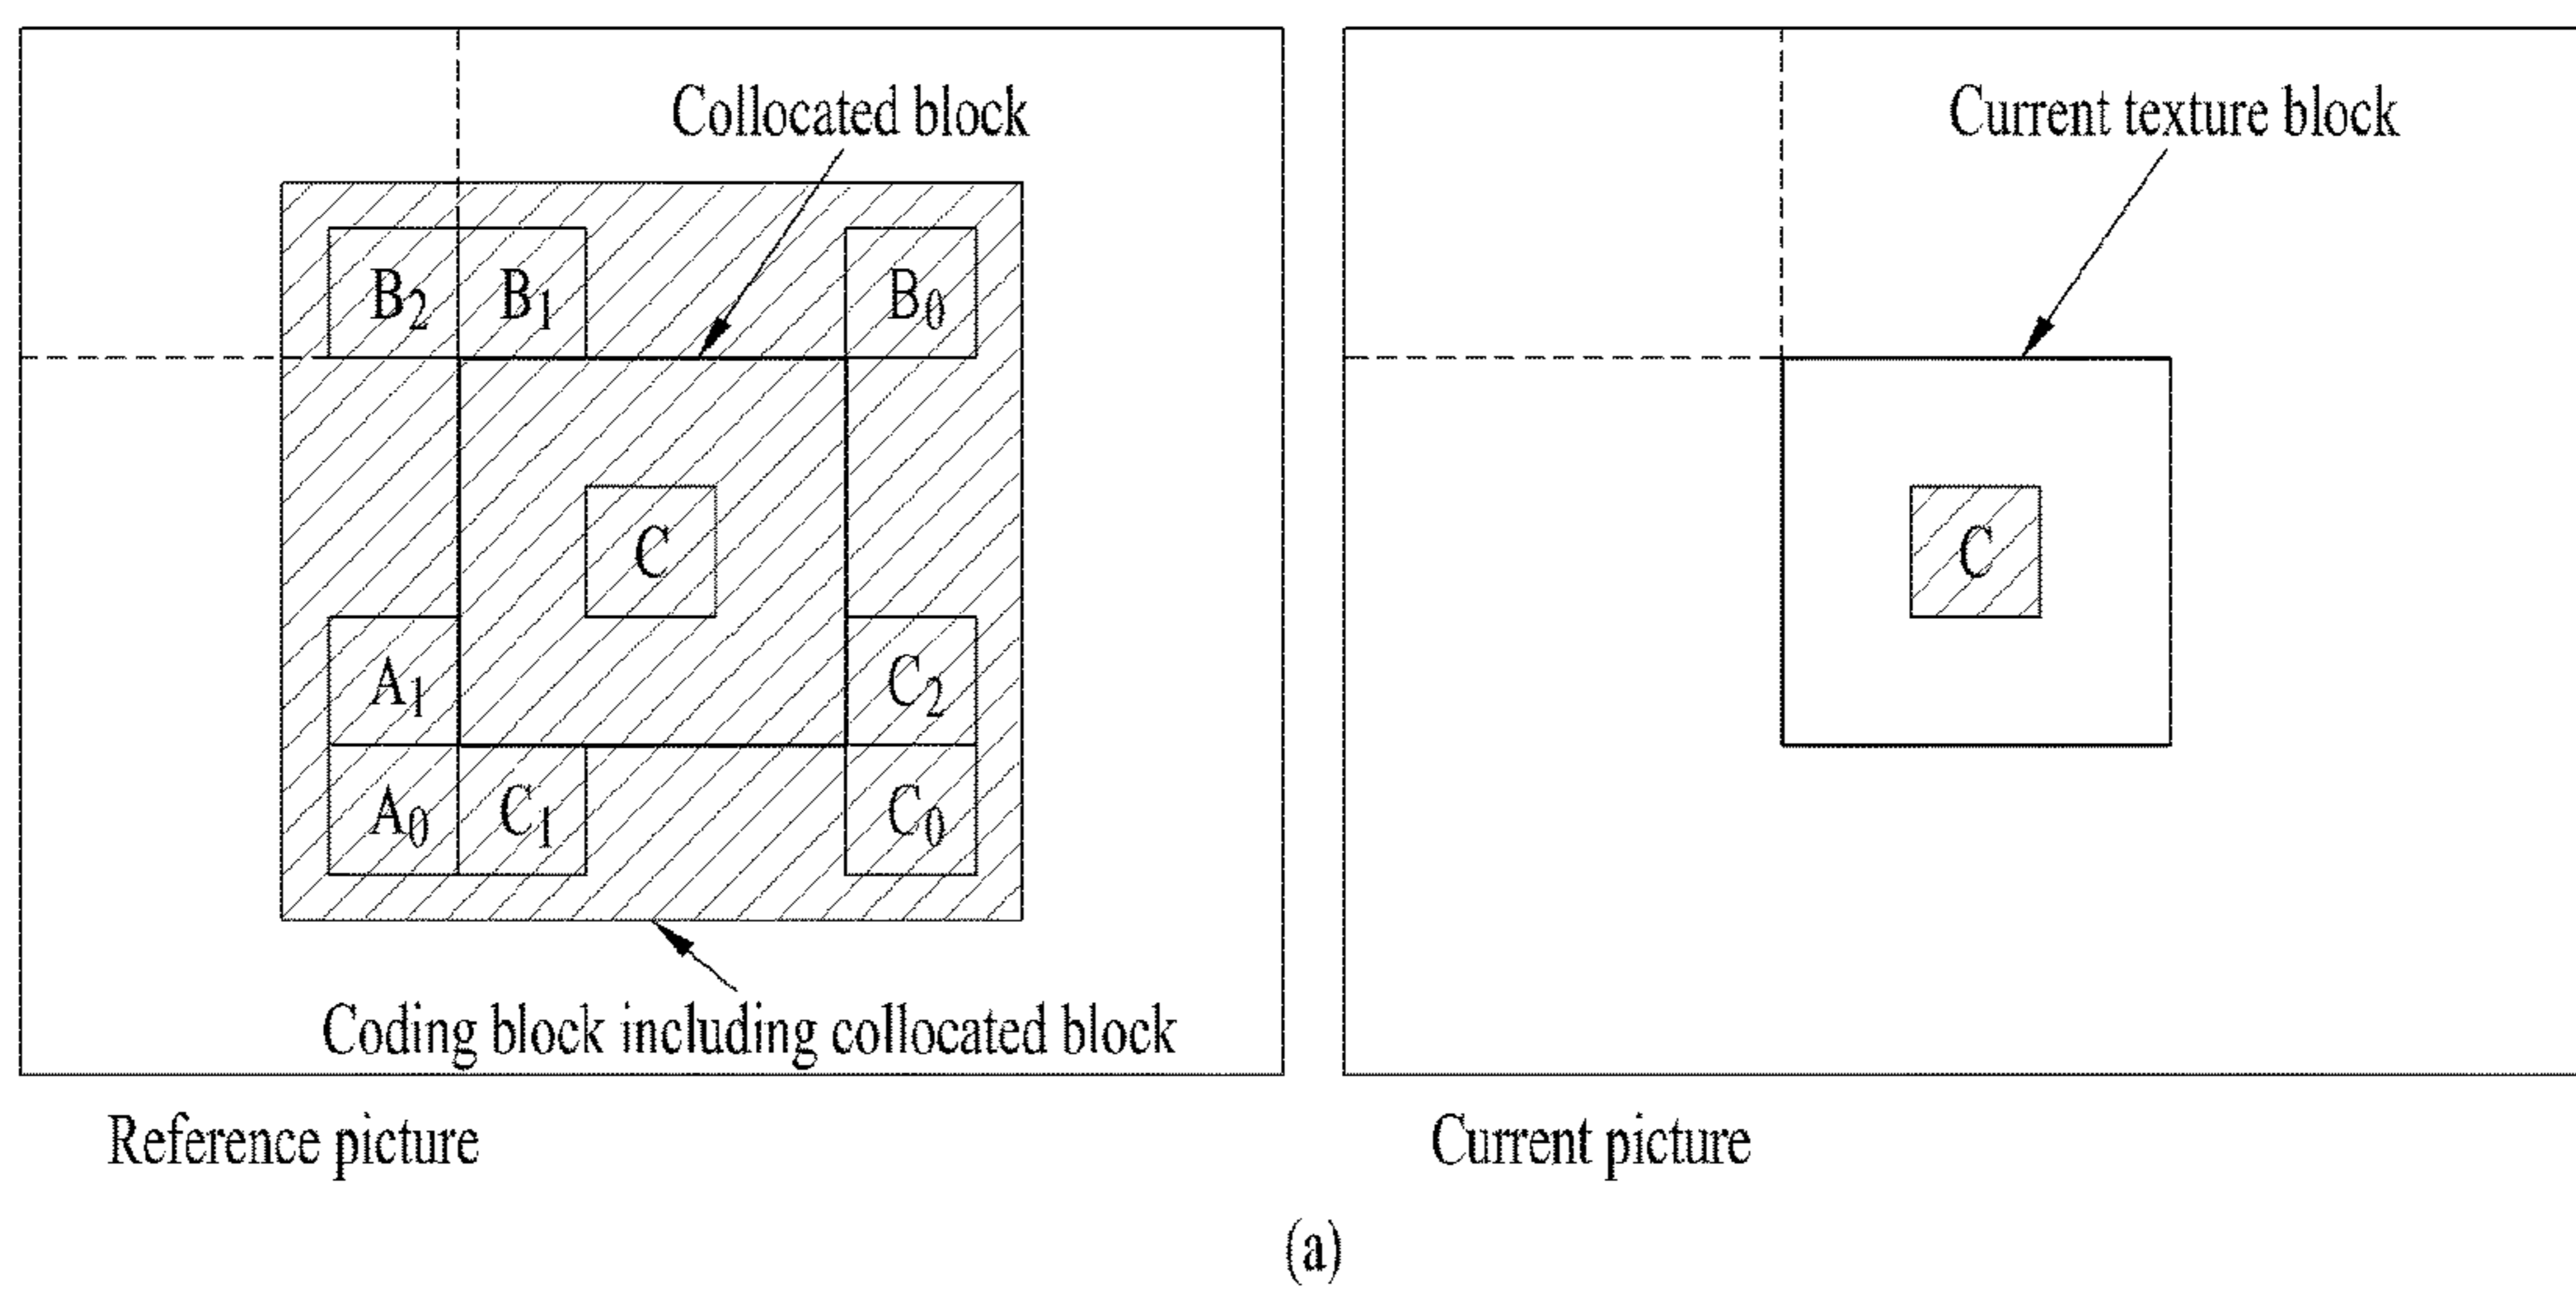 Collocated block
Current texture block
B2 B1 B0
C
C
A1 C2
A0 C1 C0
Coding block including collocated block
Reference picture
Current picture
(a)